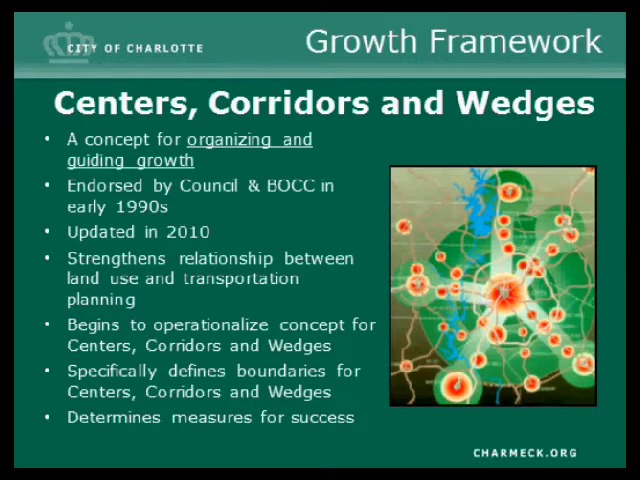 CITY OF CHARLOTTE
Growth Framework
Centers, Corridors and Wedges
• A concept for organizing and
guiding growth
• Endorsed by Council & BOCC in
early 1990s
• Updated in 2010
• Strengthens relationship between
land use and transportation
planning
• Begins to operationalize concept for
Centers, Corridors and Wedges
• Specifically defines boundaries for
Centers, Corridors and Wedges
• Determines measures for success
CHARMECK.ORG